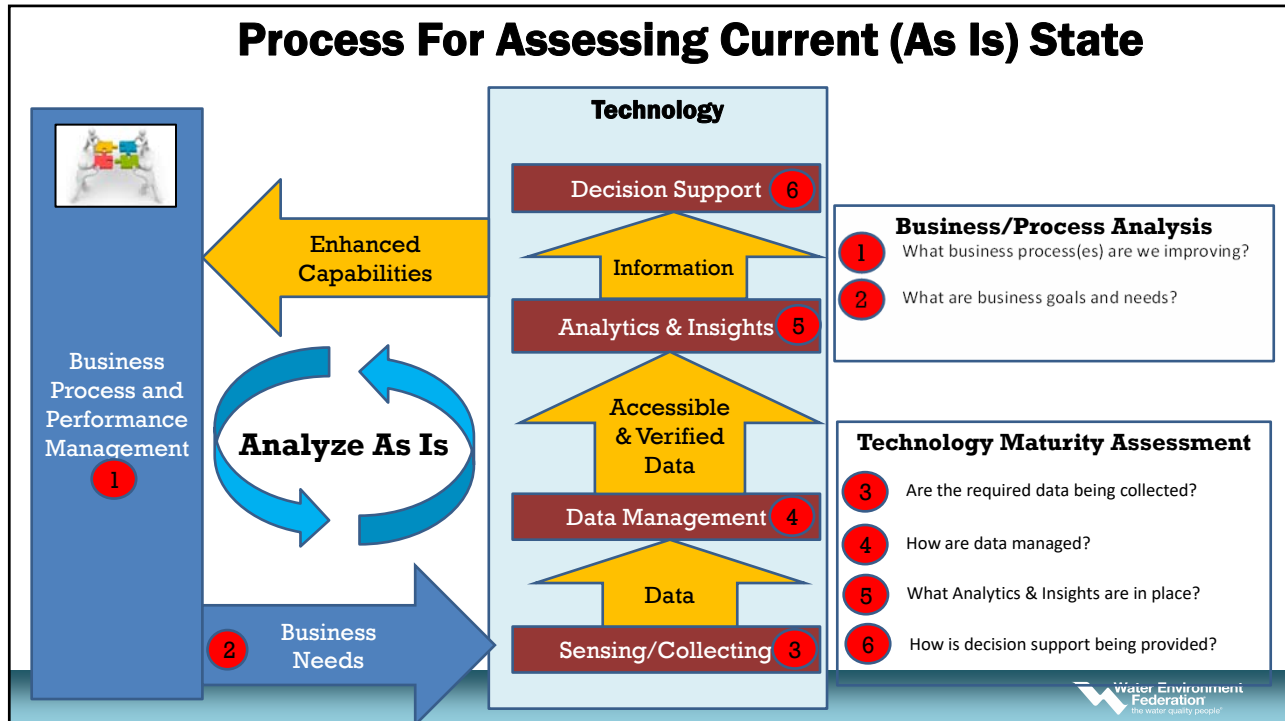 Process For Assessing Current (As Is) State
Business
Process and
Performance
Management
1
Enhanced
Capabilities
Analyze As Is
2
Business
Needs
Technology
Decision Support 6
Information
Analytics & Insights 5
Accessible
& Verified
Data
Data Management 4
Data
Sensing/Collecting 3
Business/Process Analysis
1 What business process(es) are we improving?
2 What are business goals and needs?
Technology Maturity Assessment
3 Are the required data being collected?
4 How are data managed?
5 What Analytics & Insights are in place?
6 How is decision support being provided?
Water Environment
Federation
the water quality people®